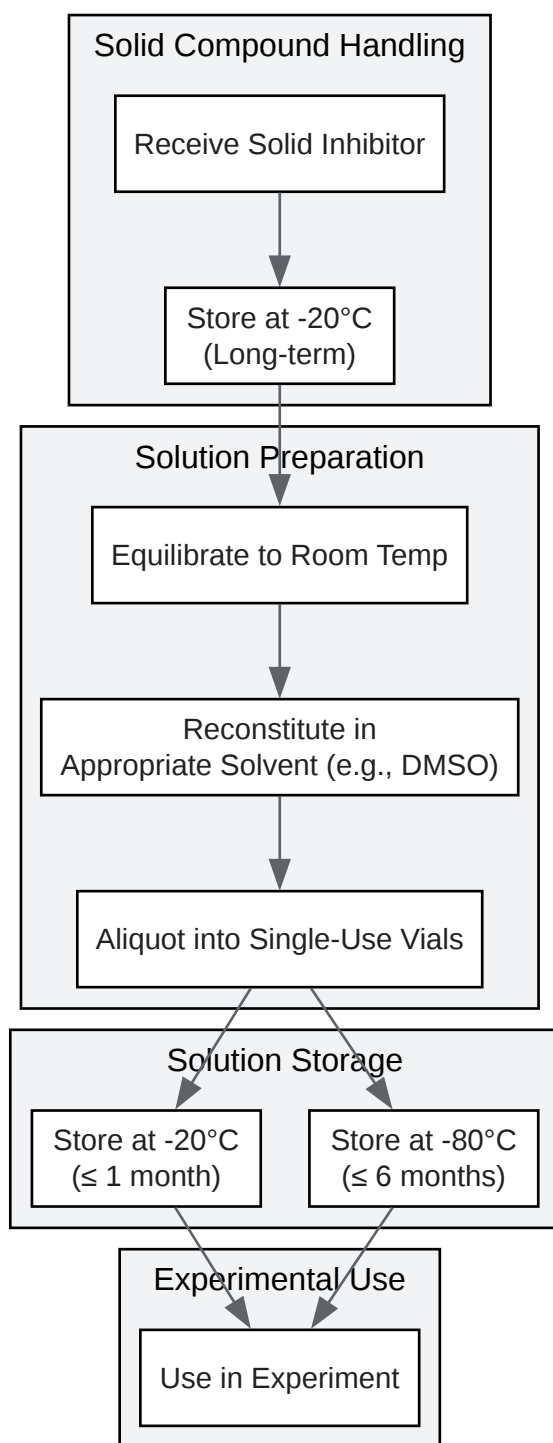 Solid Compound Handling
Receive Solid Inhibitor
Store at -20°C
(Long-term)
Solution Preparation
Equilibrate to Room Temp
Reconstitute in
Appropriate Solvent (e.g., DMSO)
Aliquot into Single-Use Vials
Solution Storage
Store at -20°C
(≤ 1 month)
Store at -80°C
(≤ 6 months)
Experimental Use
Use in Experiment